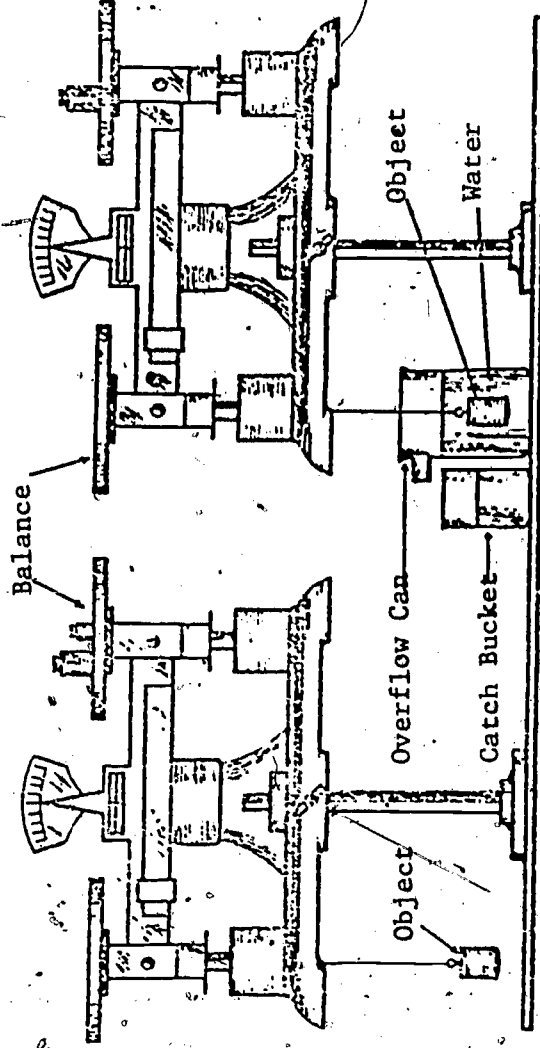 Balance
Object
Water
Overflow Can
Catch Bucket
Object